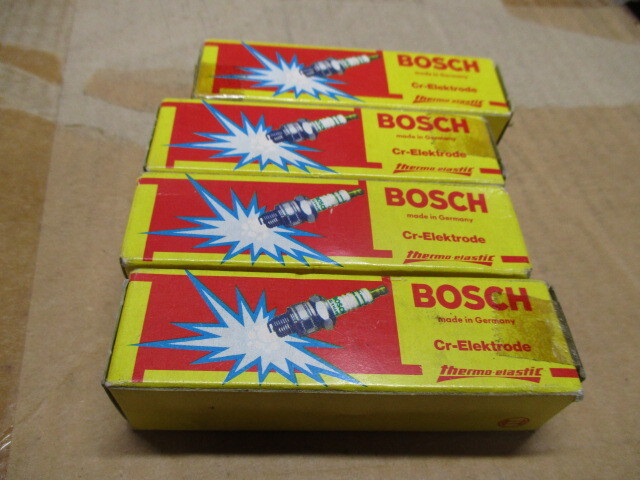 BOSCH
made in Germany
Cr-Elektrode
thermo-elastic
BOSCH
made in Germany
Cr-Elektrode
thermo-elastic
BOSCH
made in Germany
Cr-Elektrode
thermo-elastic
BOSCH
made in Germany
Cr-Elektrode
thermo-elastic